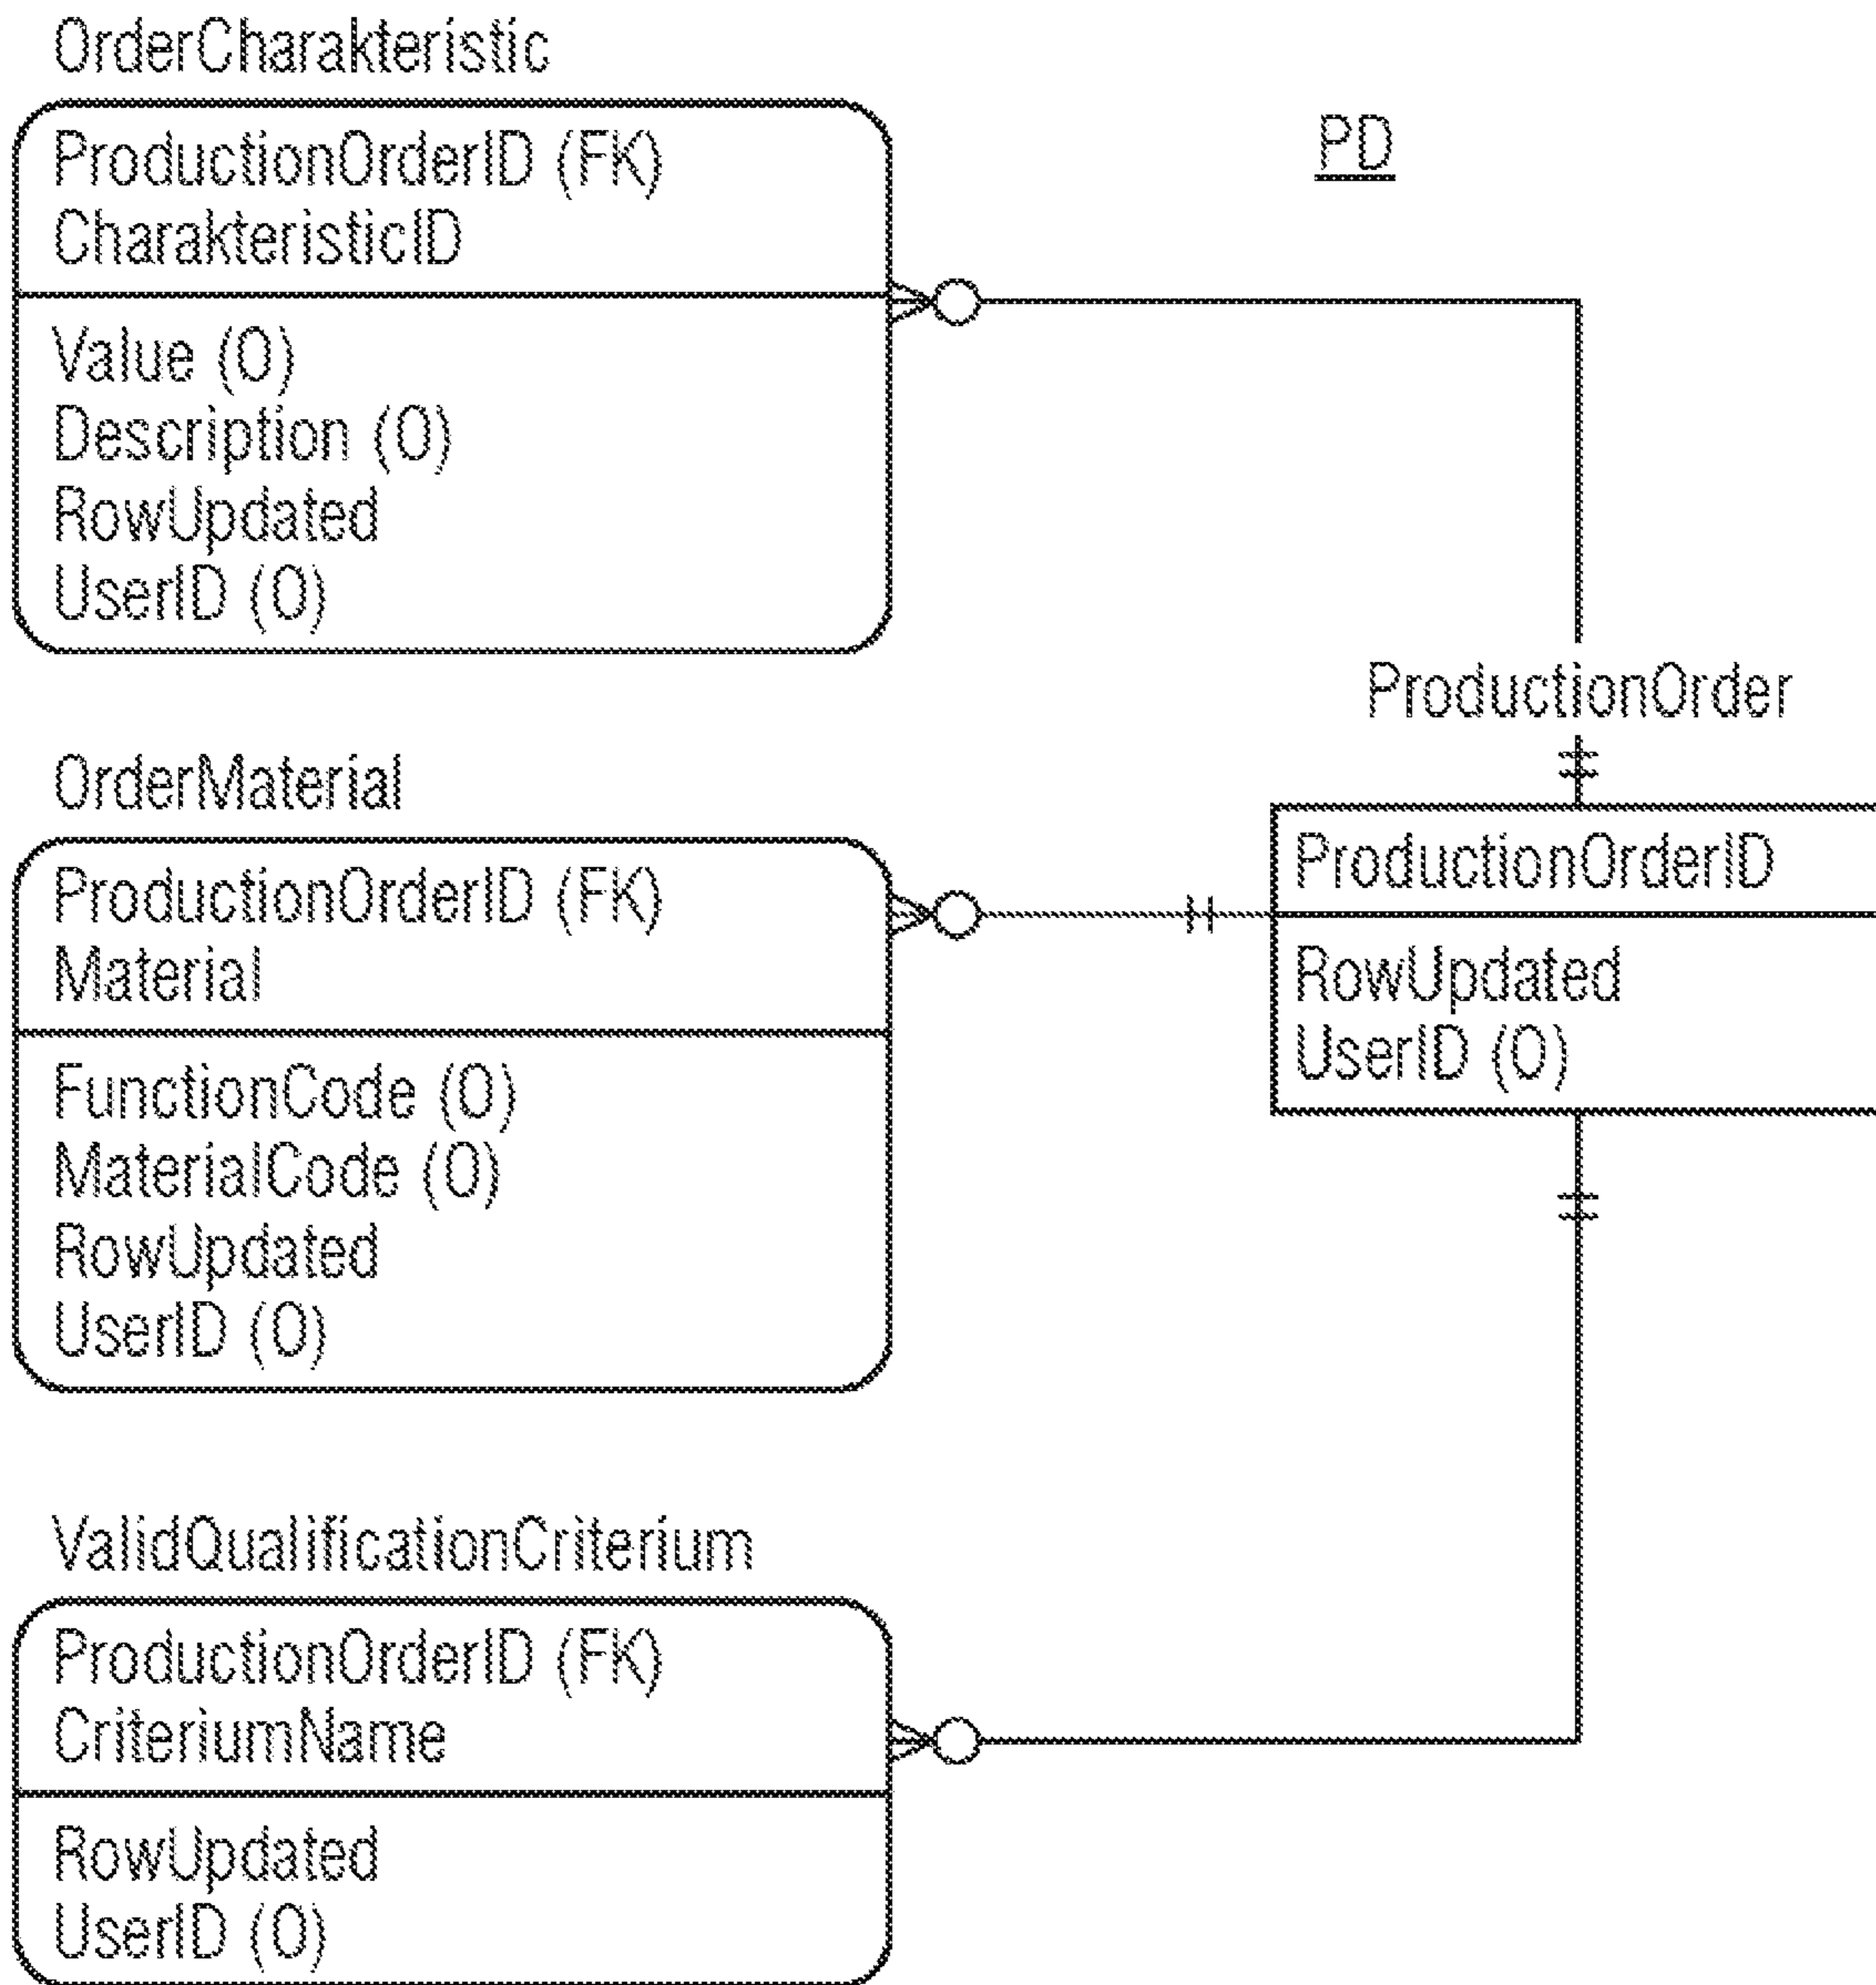 OrderCharakteristic
ProductionOrderID (FK)
CharakteristicID
Value (O)
Description (O)
RowUpdated
UserID (O)
PD
OrderMaterial
ProductionOrderID (FK)
Material
FunctionCode (O)
MaterialCode (O)
RowUpdated
UserID (O)
ProductionOrder
ProductionOrderID
RowUpdated
UserID (O)
ValidQualificationCriterium
ProductionOrderID (FK)
CriteriumName
RowUpdated
UserID (O)